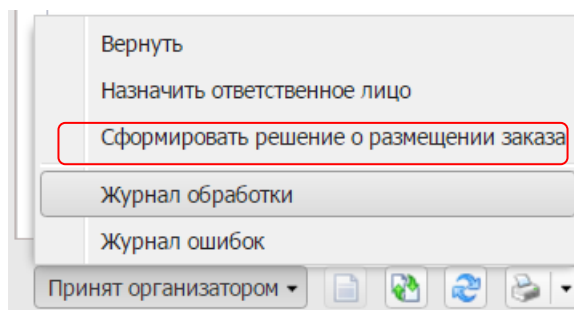 Вернуть
Назначить ответственное лицо
Сформировать решение о размещении заказа
Журнал обработки
Журнал ошибок
Принят организатором